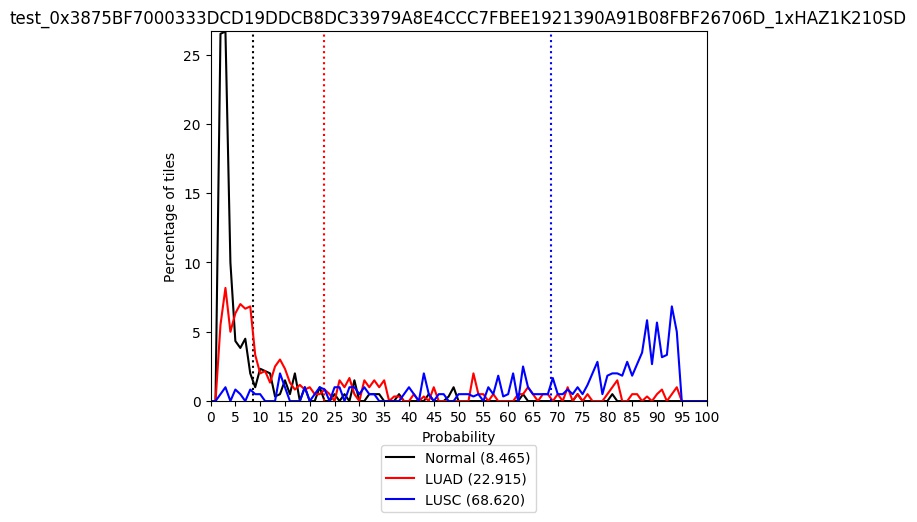 test_0x3875BF7000333DCD19DDCB8DC33979A8E4CCC7FBEE1921390A91B08FBF26706D_1xHAZ1K210SD
25
20
15
10
5
0
Percentage of tiles
0 5 10 15 20 25 30 35 40 45 50 55 60 65 70 75 80 85 90 95 100
Probability
Normal (8.465)
LUAD (22.915)
LUSC (68.620)